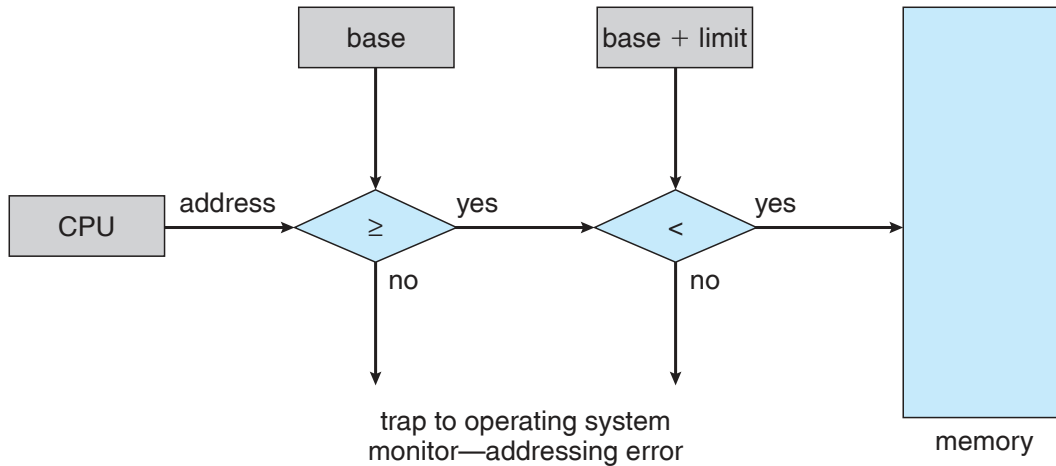 base
base + limit
CPU
address
≥
yes
<
yes
no
no
trap to operating system
monitor—addressing error
memory